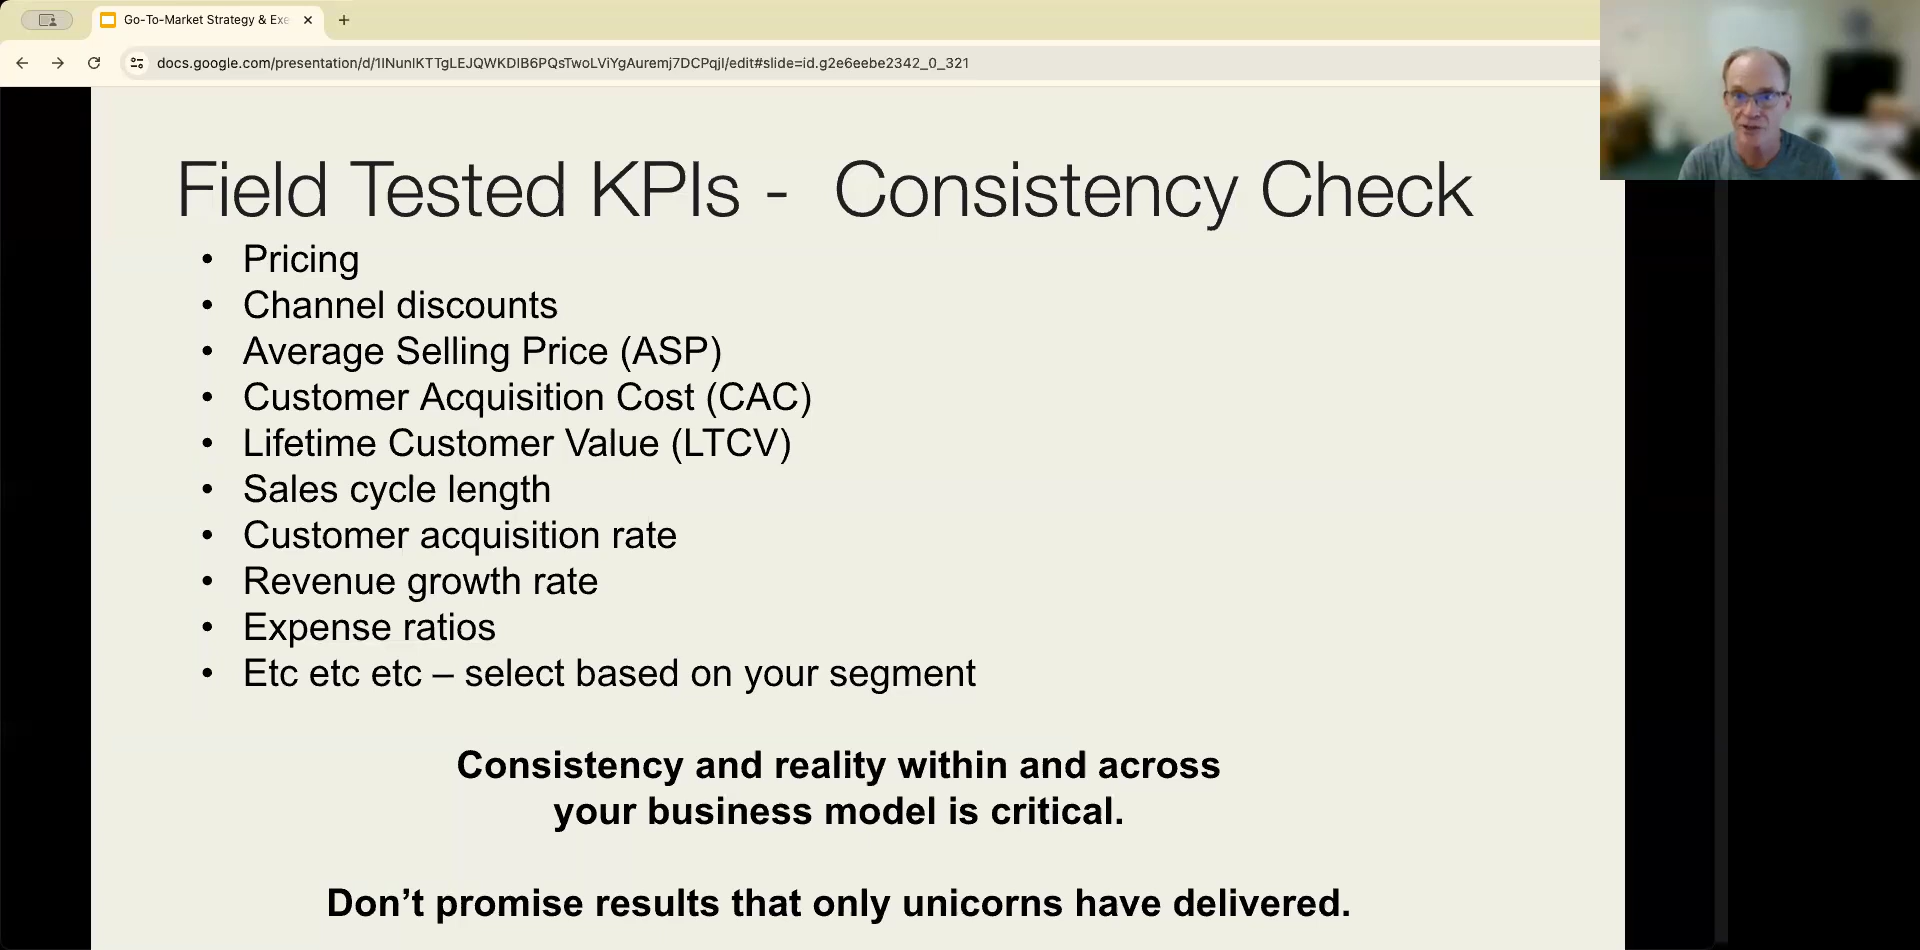 Go-To-Market Strategy & Exe
docs.google.com/presentation/d/1INunIKTTgLEJQWKDIB6PQsTwoLViYgAuremj7DCPqjI/edit#slide=id.g2e6eebe2342_0_321
Field Tested KPIs - Consistency Check
• Pricing
• Channel discounts
• Average Selling Price (ASP)
• Customer Acquisition Cost (CAC)
• Lifetime Customer Value (LTCV)
• Sales cycle length
• Customer acquisition rate
• Revenue growth rate
• Expense ratios
• Etc etc etc – select based on your segment
Consistency and reality within and across
your business model is critical.
Don’t promise results that only unicorns have delivered.